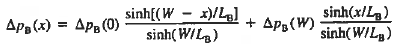 Δp_B(x) = Δp_B(0) sinh[(W − x)/L_B] / sinh(W/L_B) + Δp_B(W) sinh(x/L_B) / sinh(W/L_B)